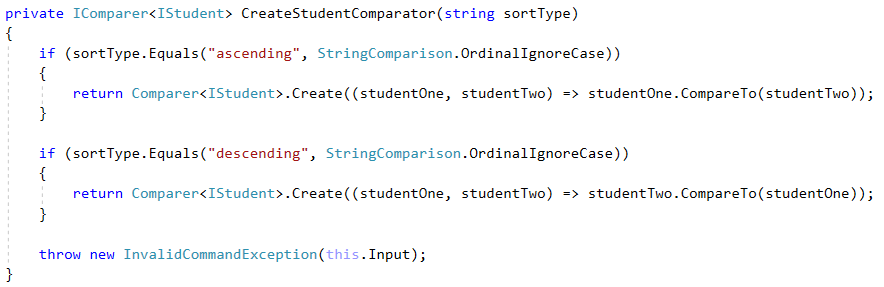 private IComparer<IStudent> CreateStudentComparator(string sortType)
{
    if (sortType.Equals("ascending", StringComparison.OrdinalIgnoreCase))
    {
        return Comparer<IStudent>.Create((studentOne, studentTwo) => studentOne.CompareTo(studentTwo));
    }

    if (sortType.Equals("descending", StringComparison.OrdinalIgnoreCase))
    {
        return Comparer<IStudent>.Create((studentOne, studentTwo) => studentTwo.CompareTo(studentOne));
    }

    throw new InvalidCommandException(this.Input);
}